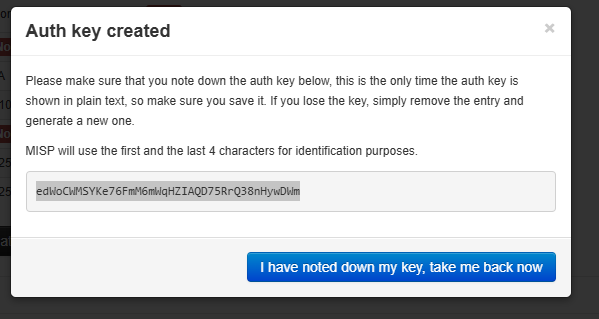 Auth key created
×
Please make sure that you note down the auth key below, this is the only time the auth key is
shown in plain text, so make sure you save it. If you lose the key, simply remove the entry and
generate a new one.
MISP will use the first and the last 4 characters for identification purposes.
edWoCWMSYKe76FmM6mWqHZIAQD75RrQ38nHywDWm
I have noted down my key, take me back now